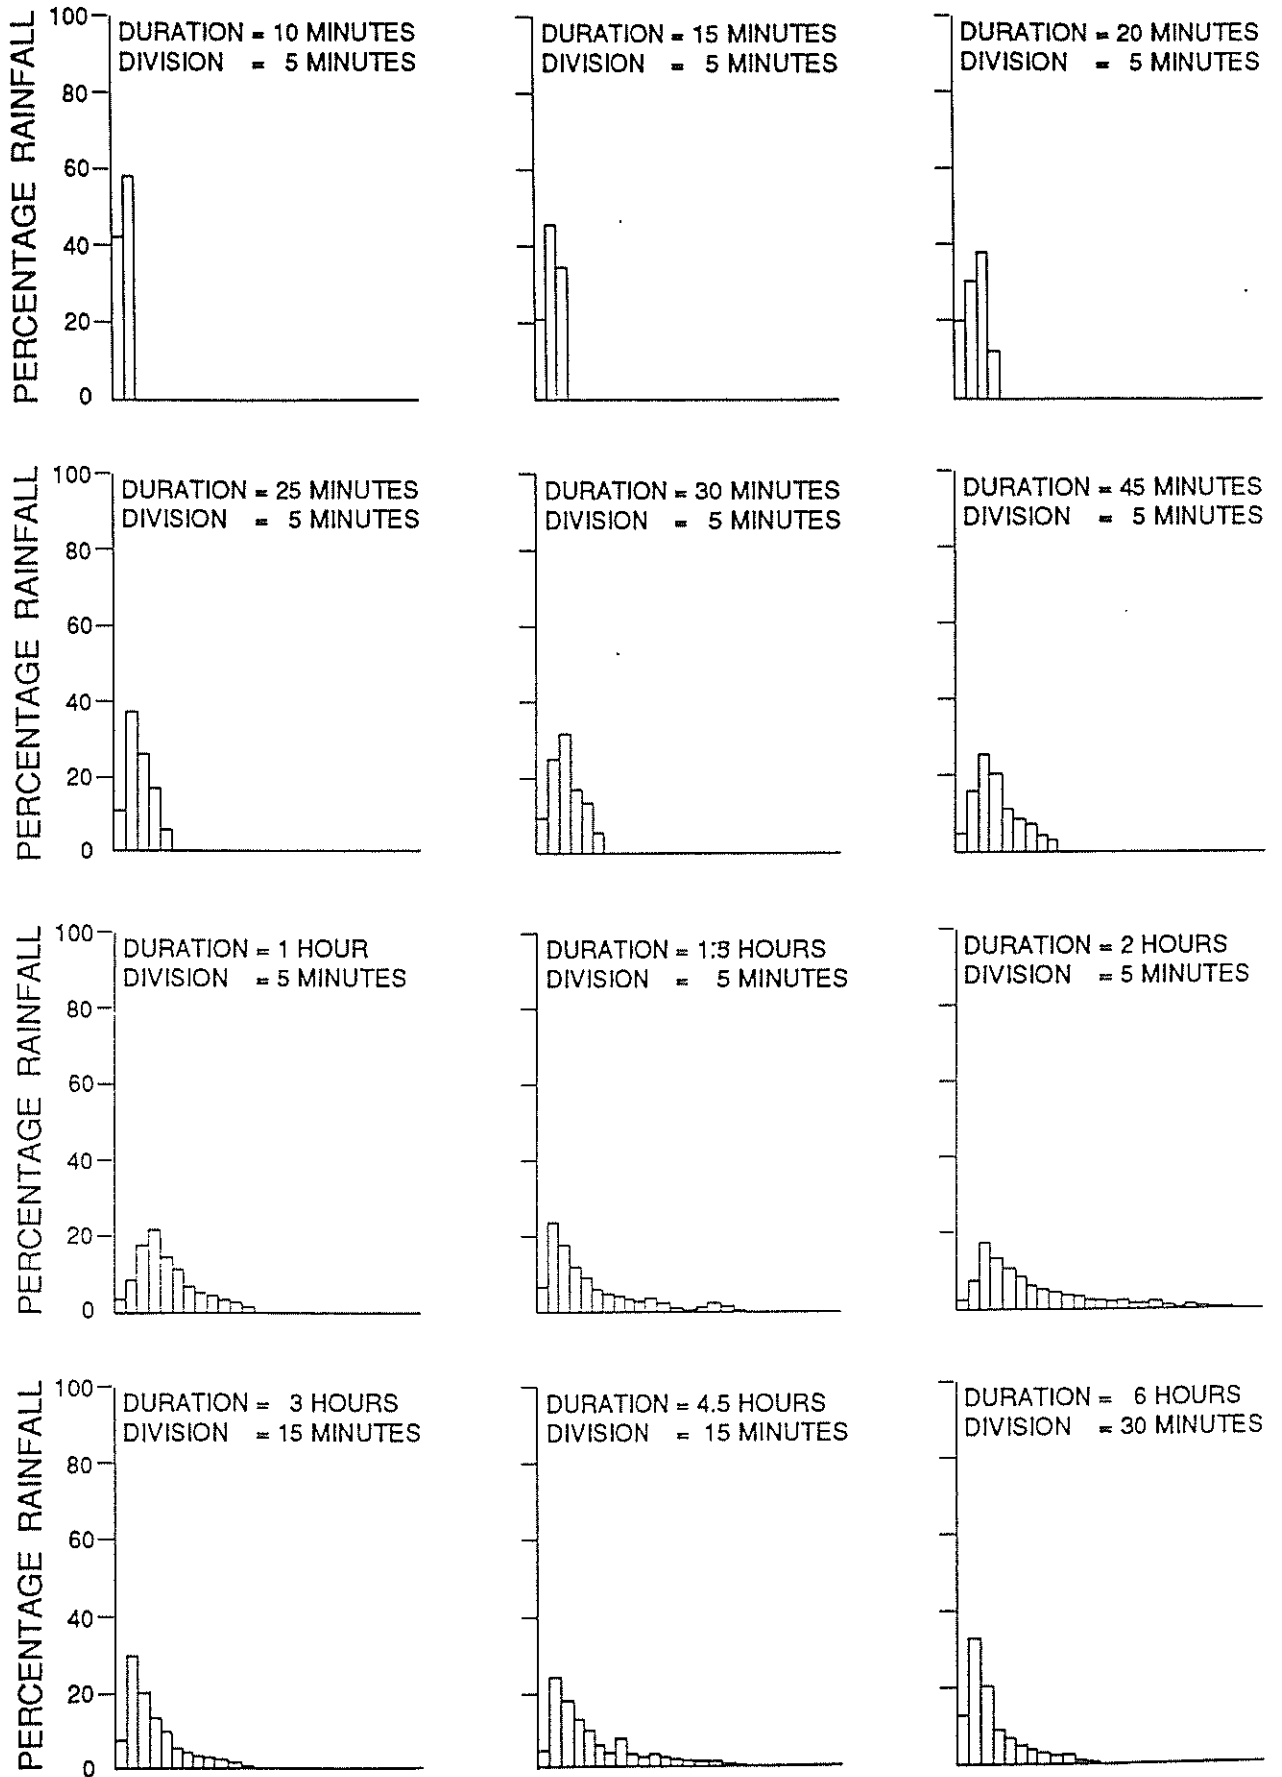 PERCENTAGE RAINFALL
100
80
60
40
20
0
DURATION = 10 MINUTES
DIVISION = 5 MINUTES
DURATION = 15 MINUTES
DIVISION = 5 MINUTES
DURATION = 20 MINUTES
DIVISION = 5 MINUTES
PERCENTAGE RAINFALL
100
80
60
40
20
0
DURATION = 25 MINUTES
DIVISION = 5 MINUTES
DURATION = 30 MINUTES
DIVISION = 5 MINUTES
DURATION = 45 MINUTES
DIVISION = 5 MINUTES
PERCENTAGE RAINFALL
100
80
60
40
20
0
DURATION = 1 HOUR
DIVISION = 5 MINUTES
DURATION = HOURS
DIVISION = 5 MINUTES
DURATION = 2 HOURS
DIVISION = 5 MINUTES
PERCENTAGE RAINFALL
100
80
60
40
20
0
DURATION = 3 HOURS
DIVISION = 15 MINUTES
DURATION = 4.5 HOURS
DIVISION = 15 MINUTES
DURATION = 6 HOURS
DIVISION = 30 MINUTES